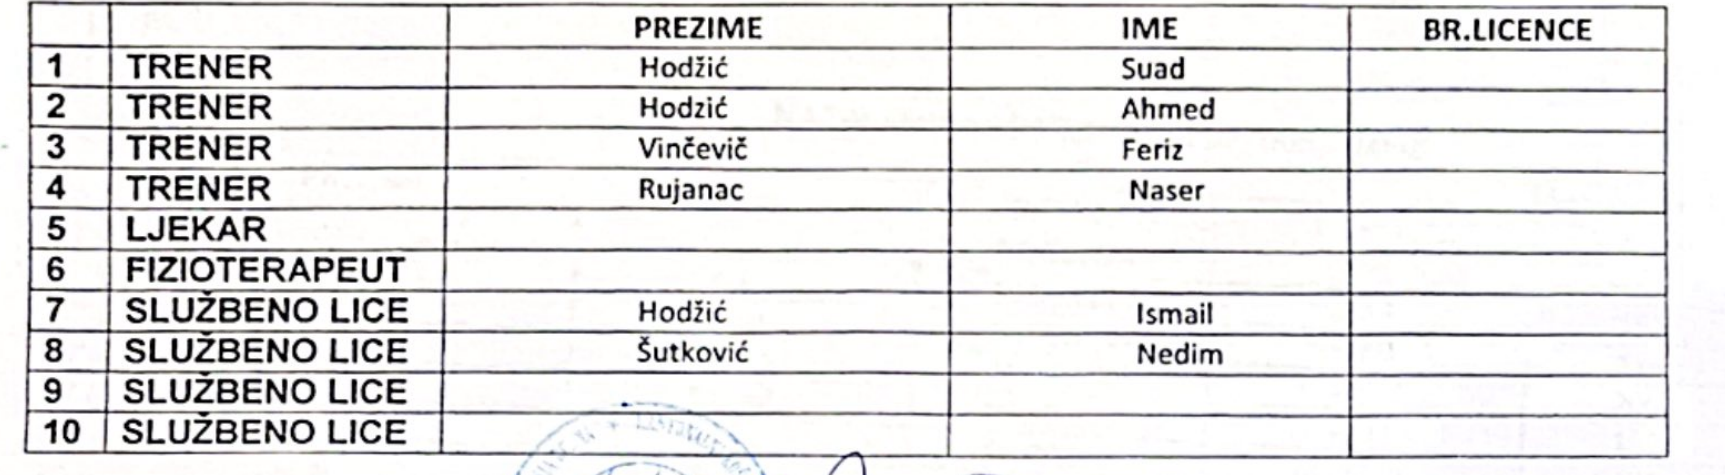 PREZIME IME BR.LICENCE
1 TRENER Hodžić Suad
2 TRENER Hodzić Ahmed
3 TRENER Vinčevič Feriz
4 TRENER Rujanac Naser
5 LJEKAR
6 FIZIOTERAPEUT
7 SLUŽBENO LICE Hodžić Ismail
8 SLUŽBENO LICE Šutković Nedim
9 SLUŽBENO LICE
10 SLUŽBENO LICE